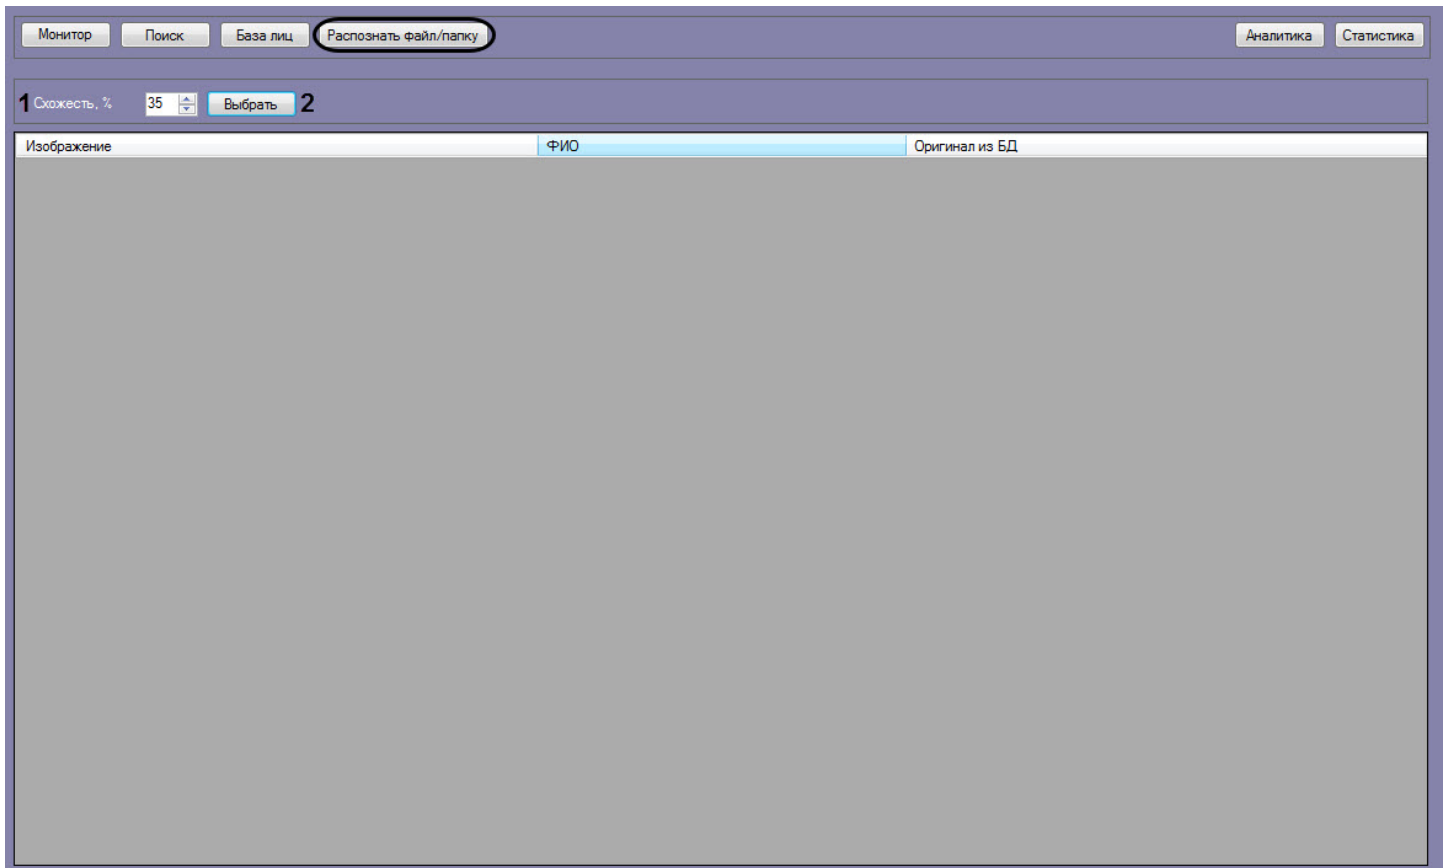 Монитор Поиск База лиц Распознать файл/папку Аналитика Статистика
1 Схожесть, % 35 Выбрать 2
Изображение ФИО Оригинал из БД